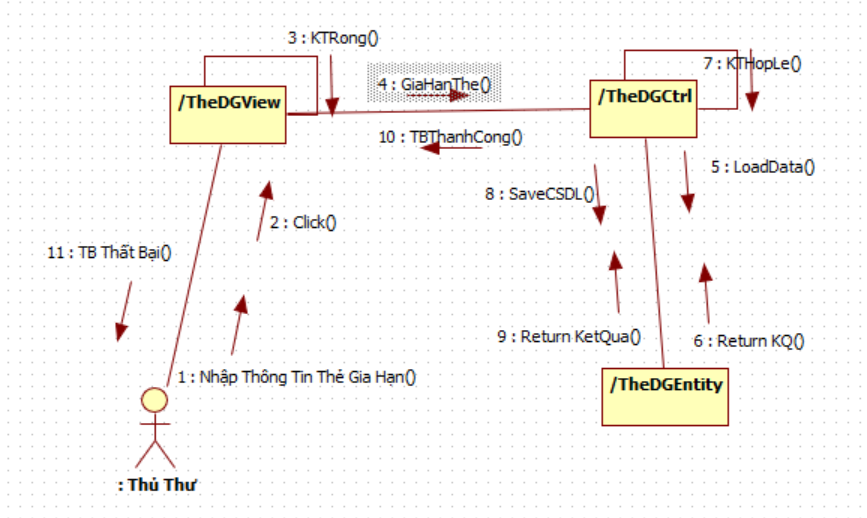 3 : KTRong()
7 : KTHopLe()
4 : GiaHanThe()
/TheDGView
/TheDGCtrl
10 : TBThanhCong()
5 : LoadData()
8 : SaveCSDL()
2 : Click()
11 : TB Thất Bại()
9 : Return KetQua()
6 : Return KQ()
1 : Nhập Thông Tin Thẻ Gia Hạn()
/TheDGEntity
: Thủ Thư